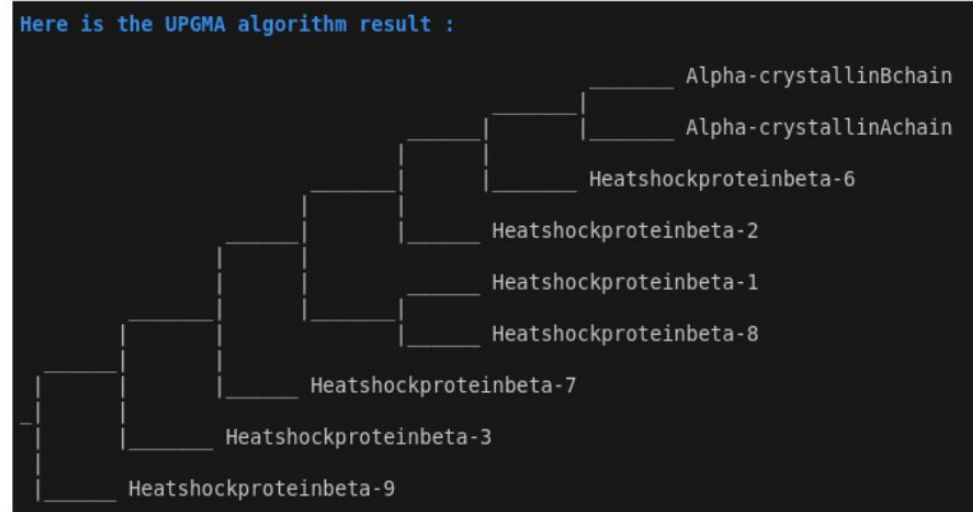 Here is the UPGMA algorithm result :
Alpha-crystallinBchain
Alpha-crystallinAchain
Heatshockproteinbeta-6
Heatshockproteinbeta-2
Heatshockproteinbeta-1
Heatshockproteinbeta-8
Heatshockproteinbeta-7
Heatshockproteinbeta-3
Heatshockproteinbeta-9